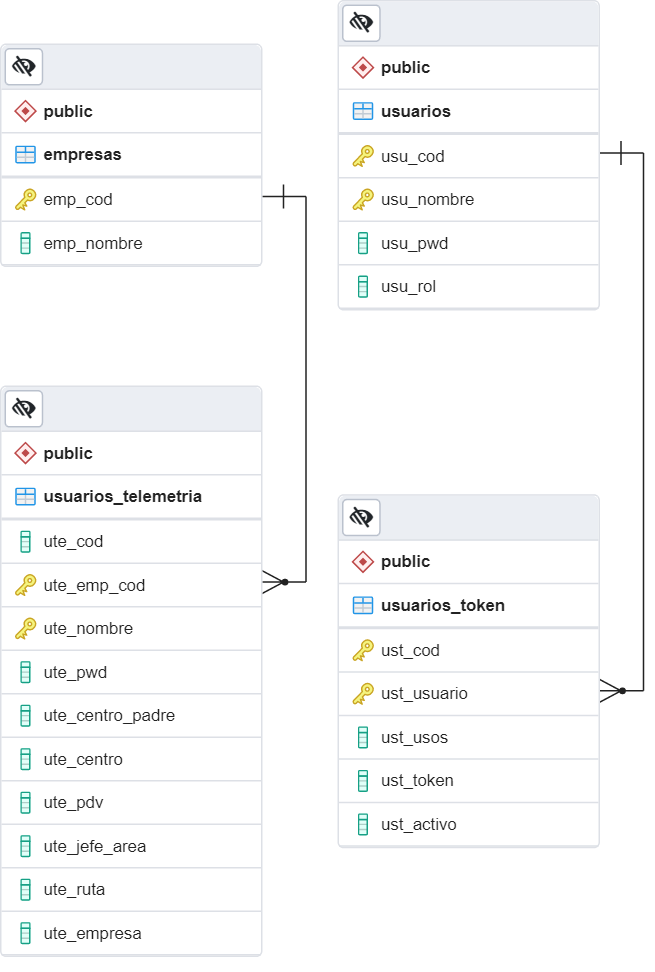 public
empresas
emp_cod
emp_nombre
public
usuarios
usu_cod
usu_nombre
usu_pwd
usu_rol
public
usuarios_telemetria
ute_cod
ute_emp_cod
ute_nombre
ute_pwd
ute_centro_padre
ute_centro
ute_pdv
ute_jefe_area
ute_ruta
ute_empresa
public
usuarios_token
ust_cod
ust_usuario
ust_usos
ust_token
ust_activo